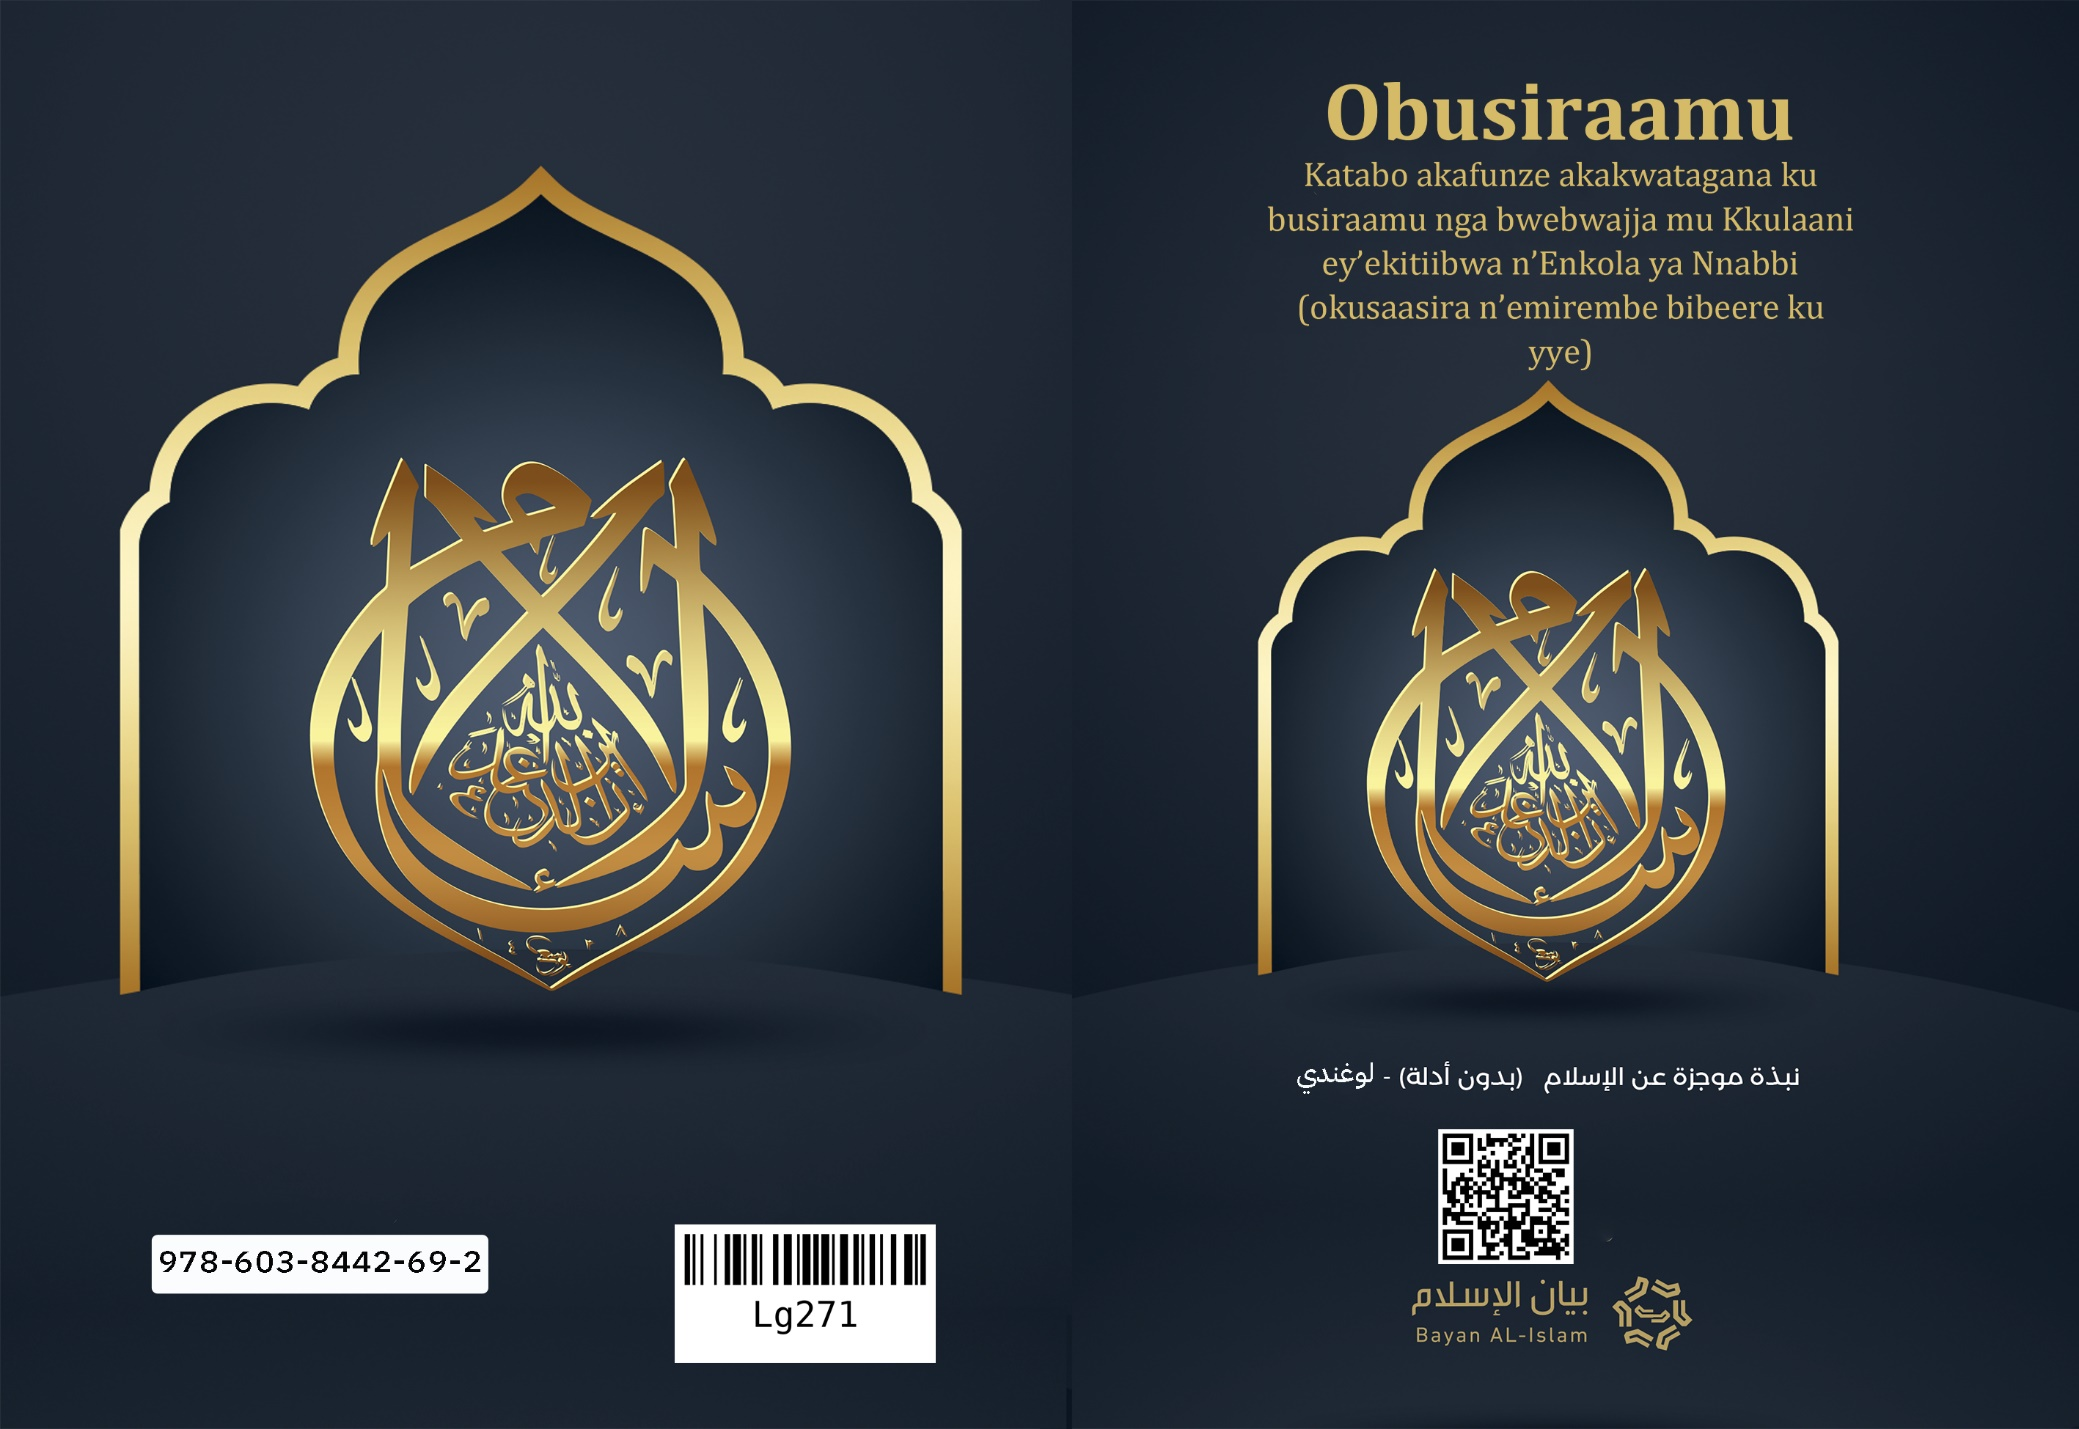 Obusiraamu
Katabo akafunze akakwatagana ku
busiraamu nga bwebwajja mu Kkulaani
ey’ekitiibwa n’Enkola ya Nnabbi
(okusaasira n’emirembe bibeere ku
yye)
نبذة موجزة عن الإسلام (بدون أدلة) - لوغندي
بيان الإسلام
Bayan AL-Islam
978-603-8442-69-2
Lg271